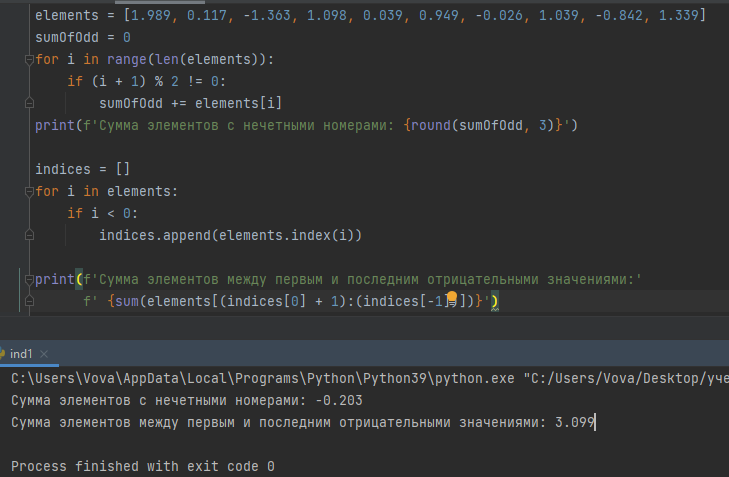 elements = [1.989, 0.117, -1.363, 1.098, 0.039, 0.949, -0.026, 1.039, -0.842, 1.339]
sumOfOdd = 0
for i in range(len(elements)):
    if (i + 1) % 2 != 0:
        sumOfOdd += elements[i]
print(f'Сумма элементов с нечетными номерами: {round(sumOfOdd, 3)}')
indices = []
for i in elements:
    if i < 0:
        indices.append(elements.index(i))
print(f'Сумма элементов между первым и последним отрицательными значениями:'
      f' {sum(elements[(indices[0] + 1):(indices[-1])])}')
ind1
C:\Users\Vova\AppData\Local\Programs\Python\Python39\python.exe "C:/Users/Vova/Desktop/уче
Сумма элементов с нечетными номерами: -0.203
Сумма элементов между первым и последним отрицательными значениями: 3.099
Process finished with exit code 0